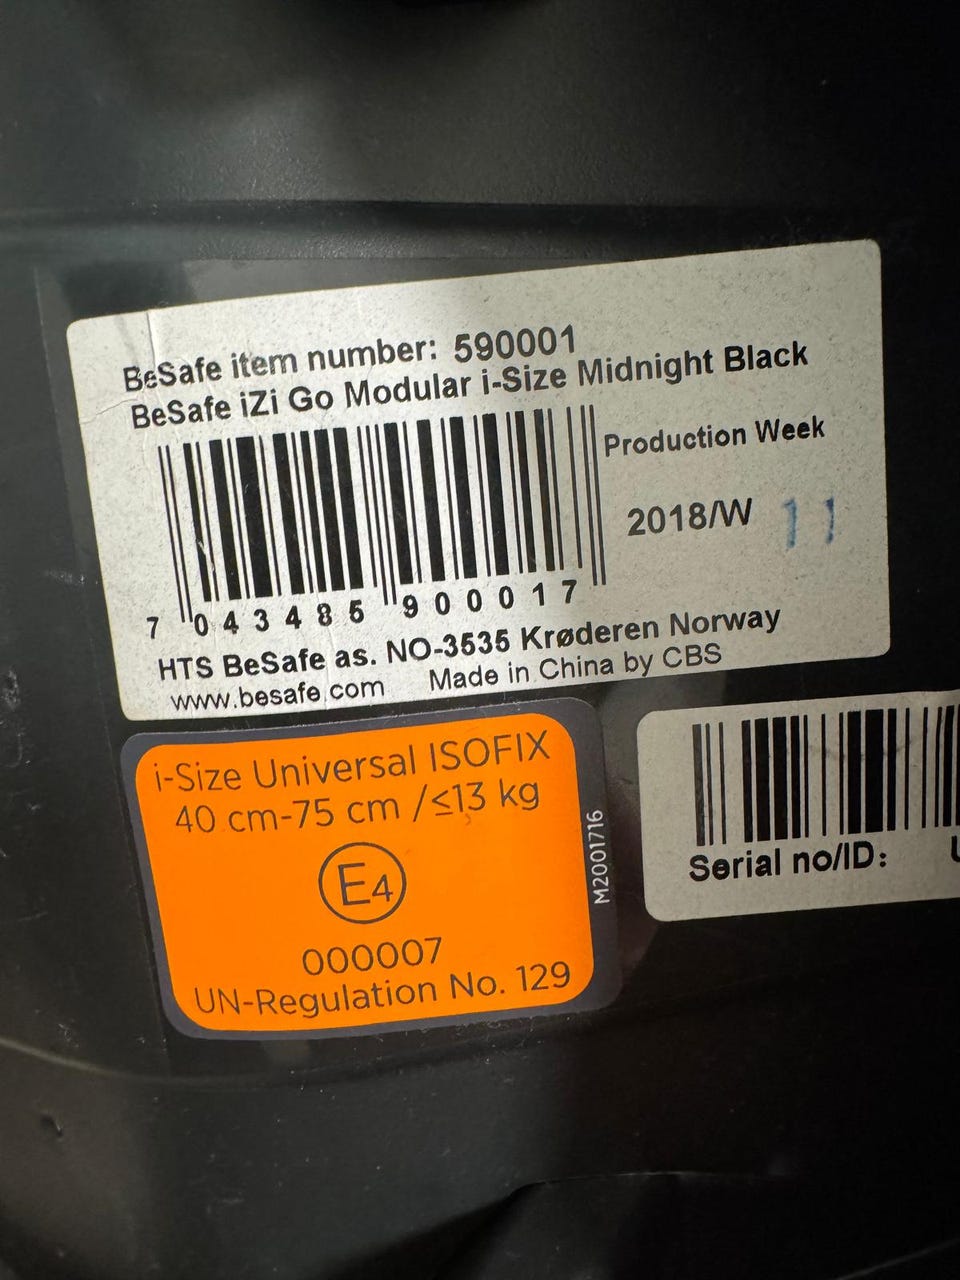 BeSafe item number: 590001
BeSafe iZi Go Modular i-Size Midnight Black
Production Week
2018/W 11
7 043485 900017
HTS BeSafe as. NO-3535 Krøderen Norway
www.besafe.com Made in China by CBS
i-Size Universal ISOFIX
40 cm-75 cm /≤13 kg
E4
000007
UN-Regulation No. 129
M2001716
Serial no/ID: